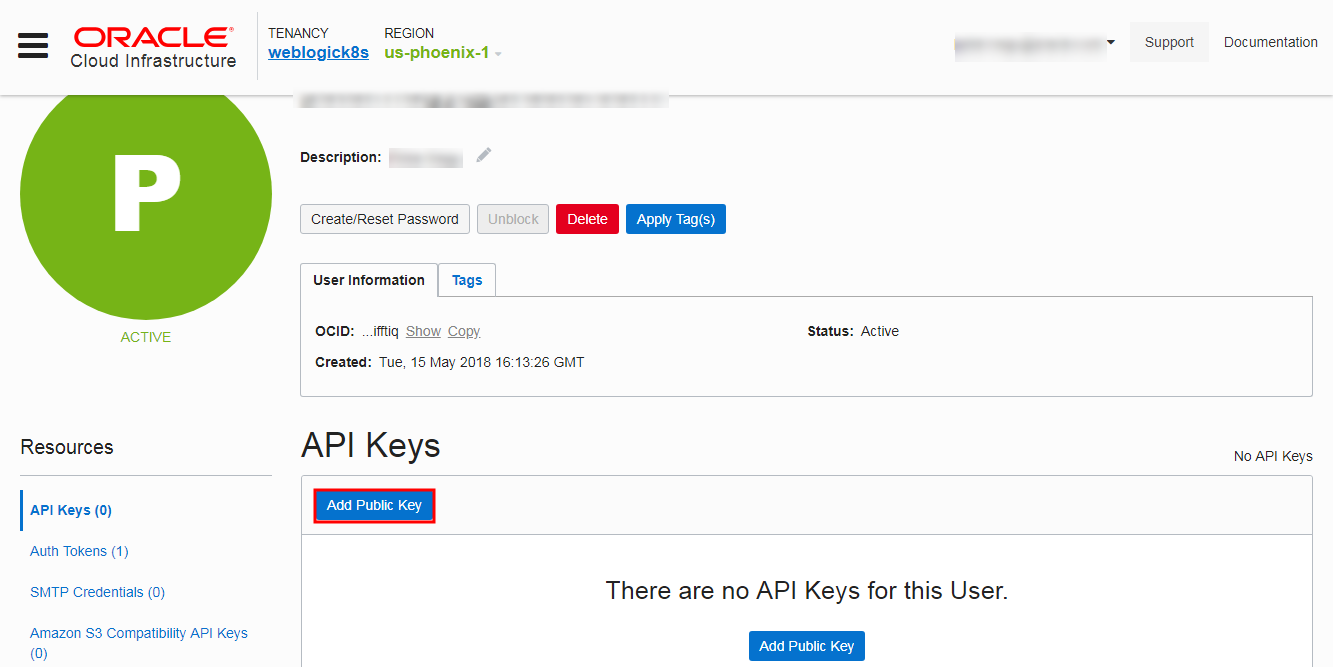 ORACLE®
Cloud Infrastructure
TENANCY
weblogick8s
REGION
us-phoenix-1
Support
Documentation
P
ACTIVE
Description:
Create/Reset Password
Unblock
Delete
Apply Tag(s)
User Information
Tags
OCID: ...ifftiq Show Copy
Status: Active
Created: Tue, 15 May 2018 16:13:26 GMT
Resources
API Keys (0)
Auth Tokens (1)
SMTP Credentials (0)
Amazon S3 Compatibility API Keys
(0)
API Keys
No API Keys
Add Public Key
There are no API Keys for this User.
Add Public Key